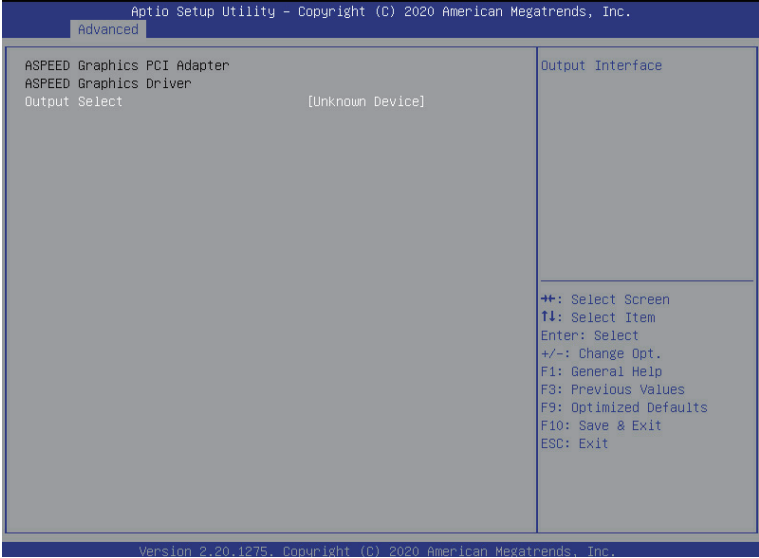 Aptio Setup Utility – Copyright (C) 2020 American Megatrends, Inc.
Advanced
ASPEED Graphics PCI Adapter
ASPEED Graphics Driver
Output Select [Unknown Device]
Output Interface
→←: Select Screen
↑↓: Select Item
Enter: Select
+/-: Change Opt.
F1: General Help
F3: Previous Values
F9: Optimized Defaults
F10: Save & Exit
ESC: Exit
Version 2.20.1275. Copyright (C) 2020 American Megatrends, Inc.